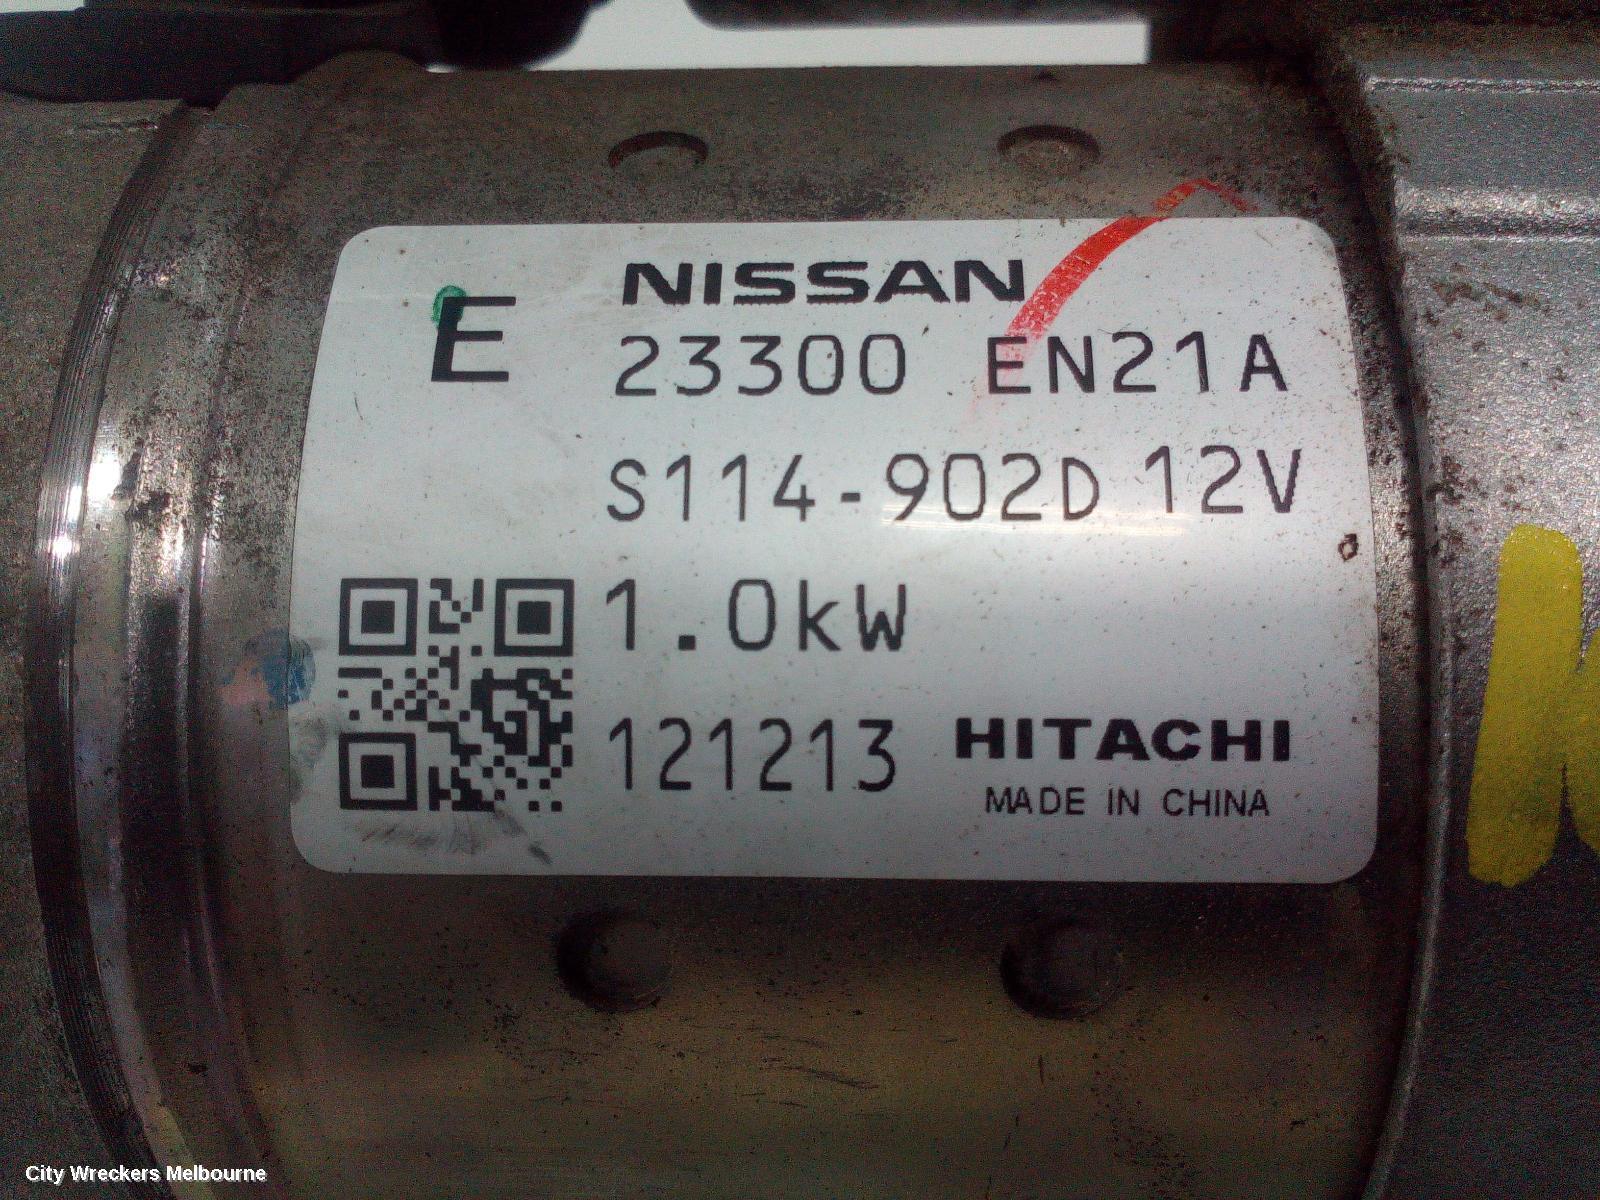 NISSAN
E
23300 EN21A
S114-902D 12V
1.0kW
121213 HITACHI
MADE IN CHINA
City Wreckers Melbourne